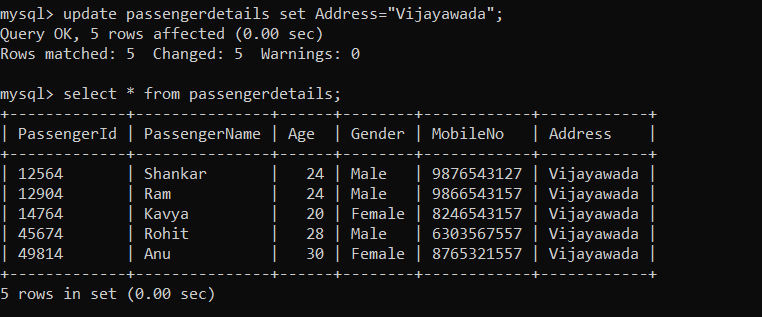 mysql> update passengerdetails set Address="Vijayawada";
Query OK, 5 rows affected (0.00 sec)
Rows matched: 5  Changed: 5  Warnings: 0

mysql> select * from passengerdetails;
+-------------+---------------+------+--------+------------+------------+
| PassengerId | PassengerName | Age  | Gender | MobileNo   | Address    |
+-------------+---------------+------+--------+------------+------------+
| 12564       | Shankar       |   24 | Male   | 9876543127 | Vijayawada |
| 12904       | Ram           |   24 | Male   | 9866543157 | Vijayawada |
| 14764       | Kavya         |   20 | Female | 8246543157 | Vijayawada |
| 45674       | Rohit         |   28 | Male   | 6303567557 | Vijayawada |
| 49814       | Anu           |   30 | Female | 8765321557 | Vijayawada |
+-------------+---------------+------+--------+------------+------------+
5 rows in set (0.00 sec)